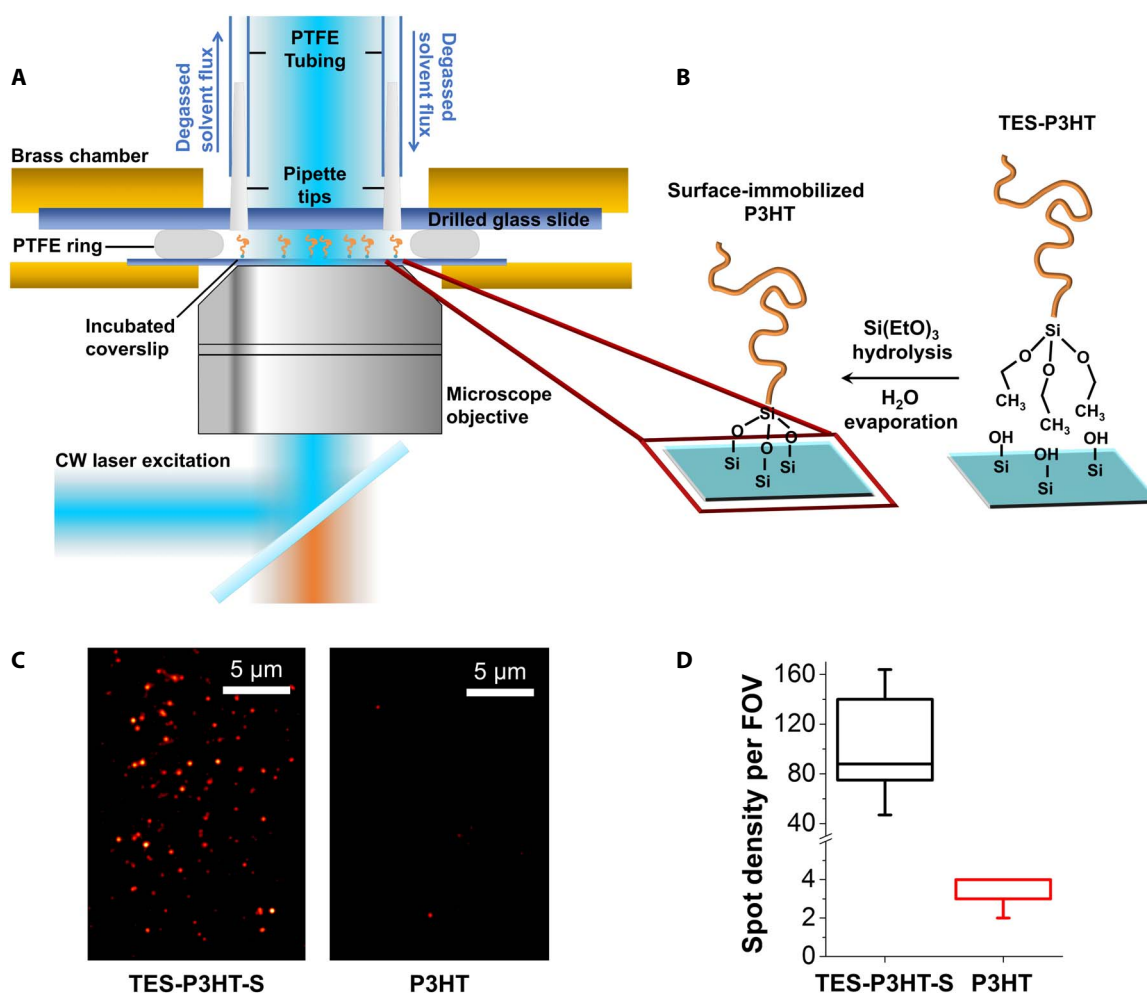 A
Degassed
solvent flux
PTFE
Tubing
Degassed
solvent flux
Brass chamber
Pipette
tips
Drilled glass slide
PTFE ring
Incubated
coverslip
Microscope
objective
CW laser excitation
B
TES-P3HT
Surface-immobilized
P3HT
Si
O
O
O
CH₃
CH₃
CH₃
Si(EtO)₃
hydrolysis
H₂O
evaporation
Si
O
O
O
Si
Si
Si
OH
OH
OH
Si
Si
Si
C
5 µm
5 µm
TES-P3HT-S
P3HT
D
Spot density per FOV
160
120
80
40
4
2
0
TES-P3HT-S
P3HT